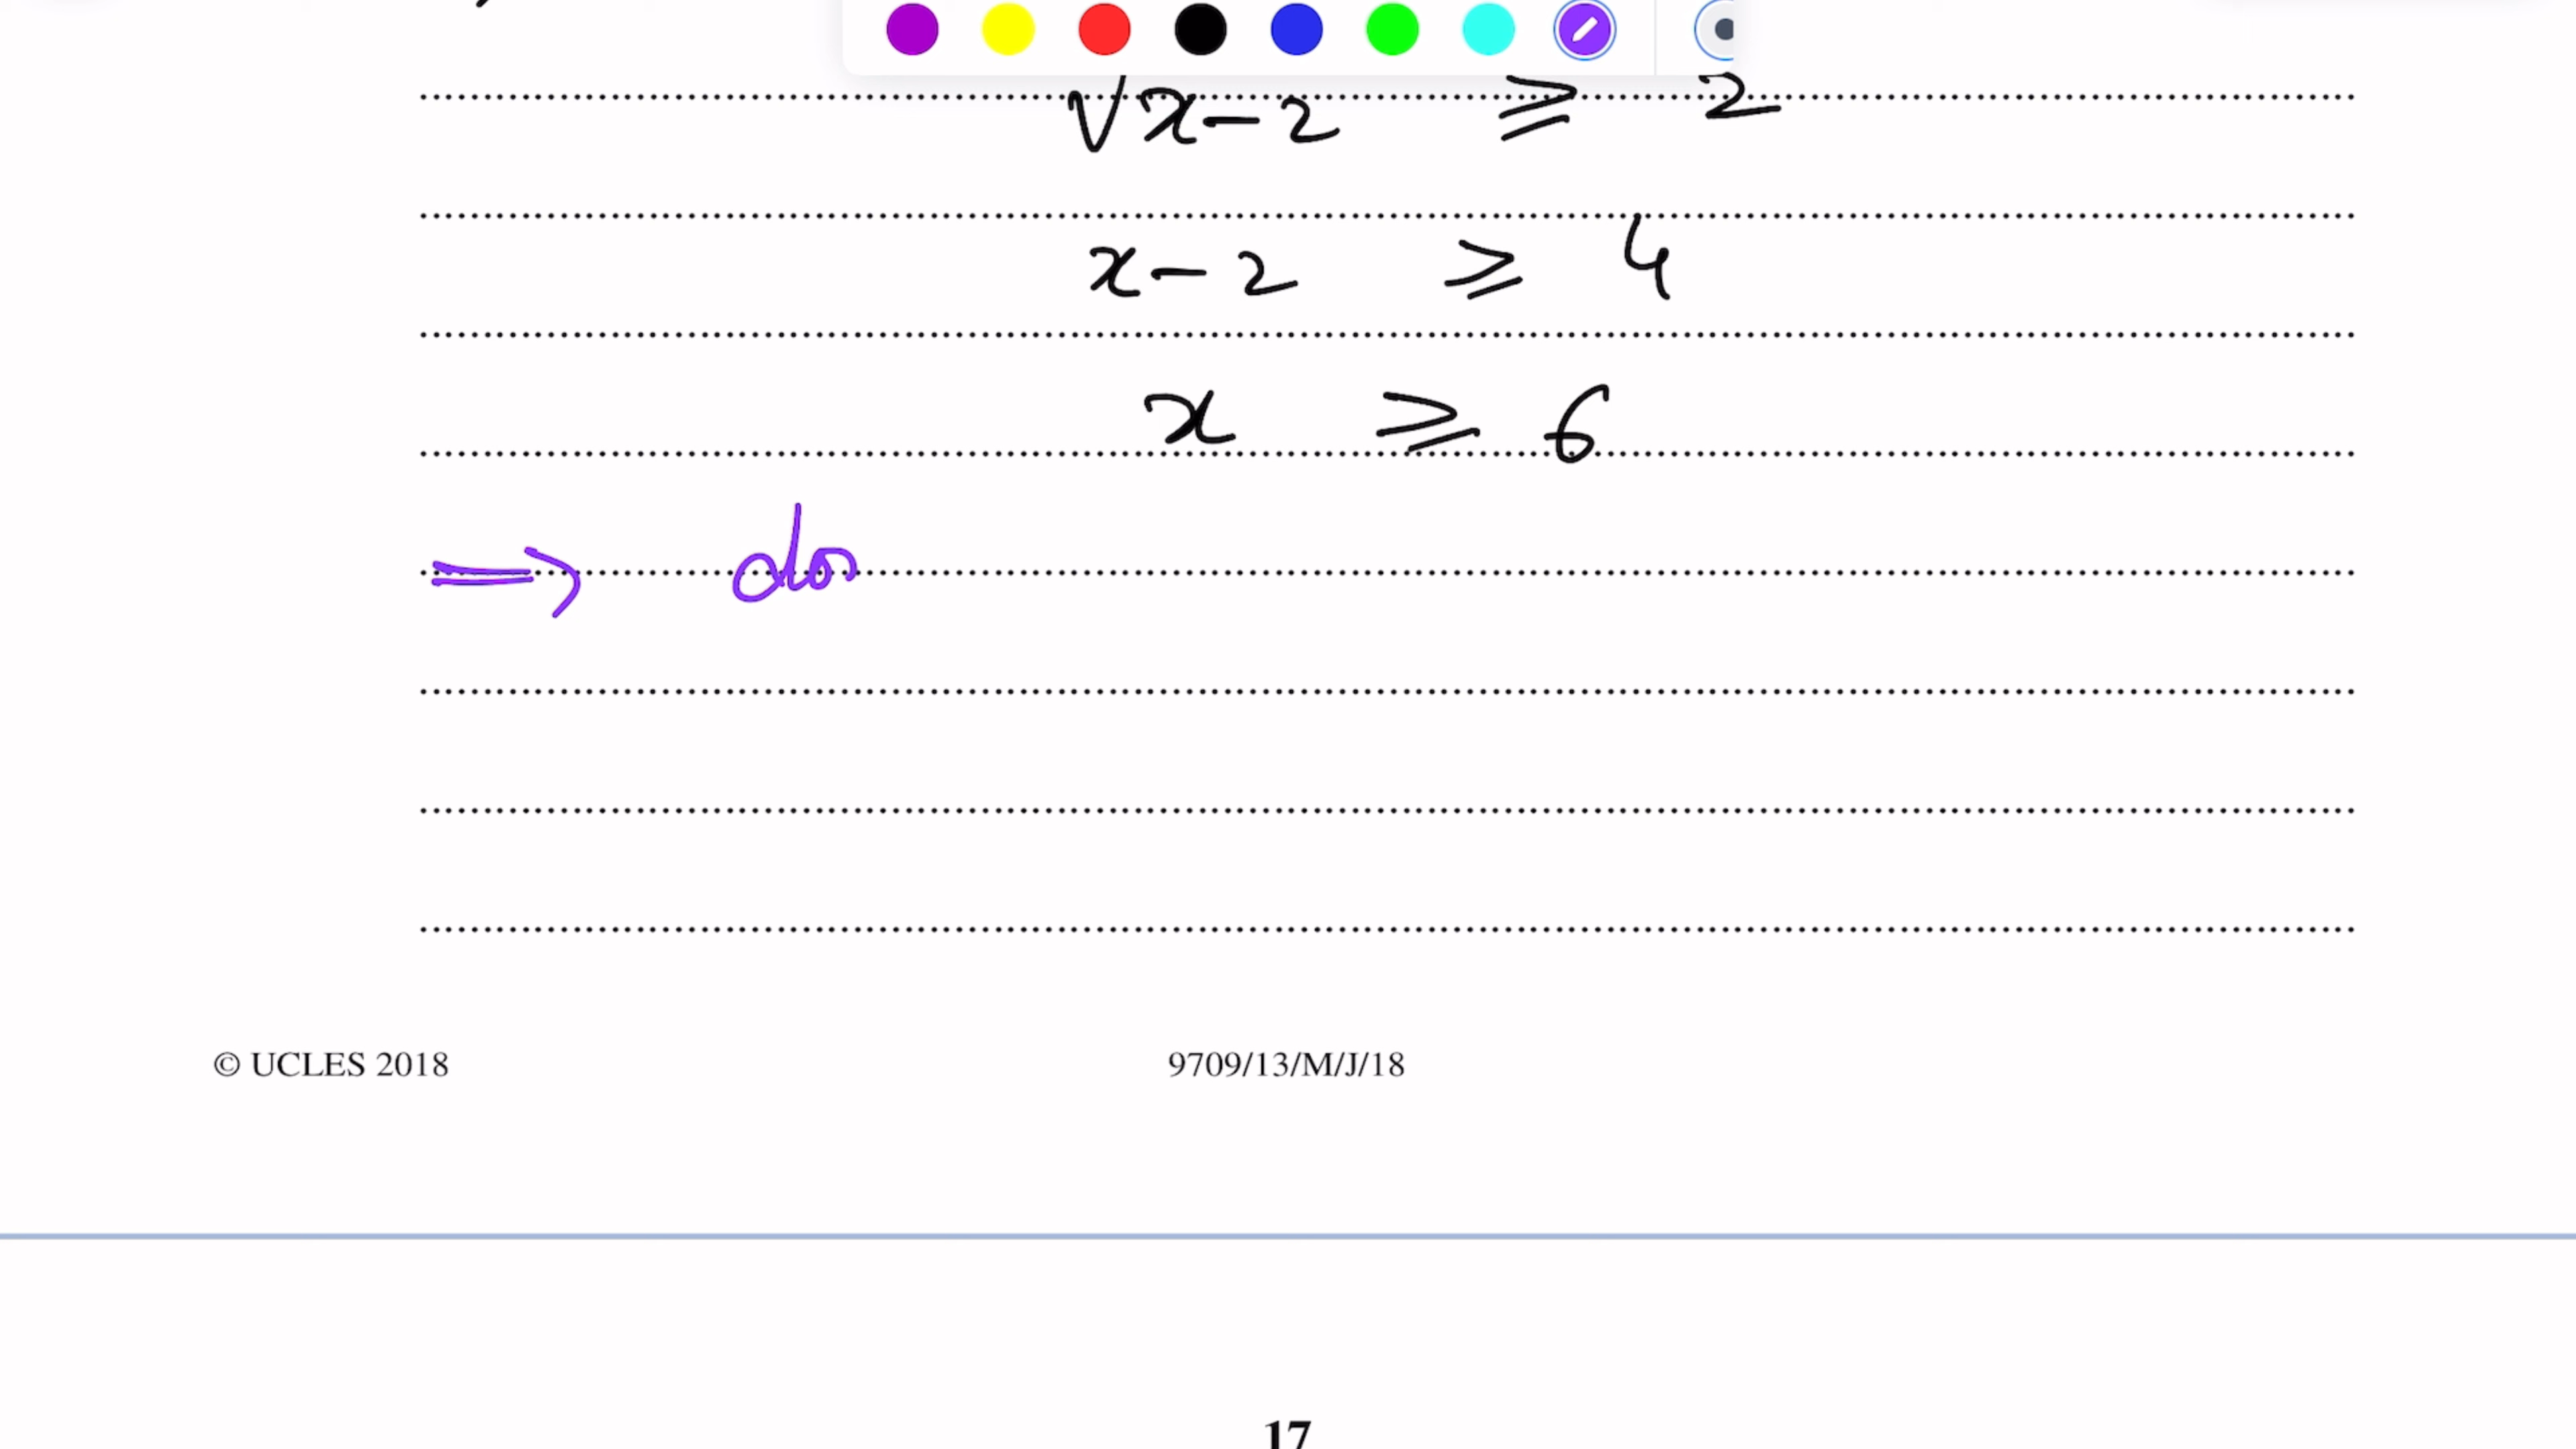 √x-2 ⩾ 2
x-2 ⩾ 4
x ⩾ 6
⇒ do
© UCLES 2018 9709/13/M/J/18
17